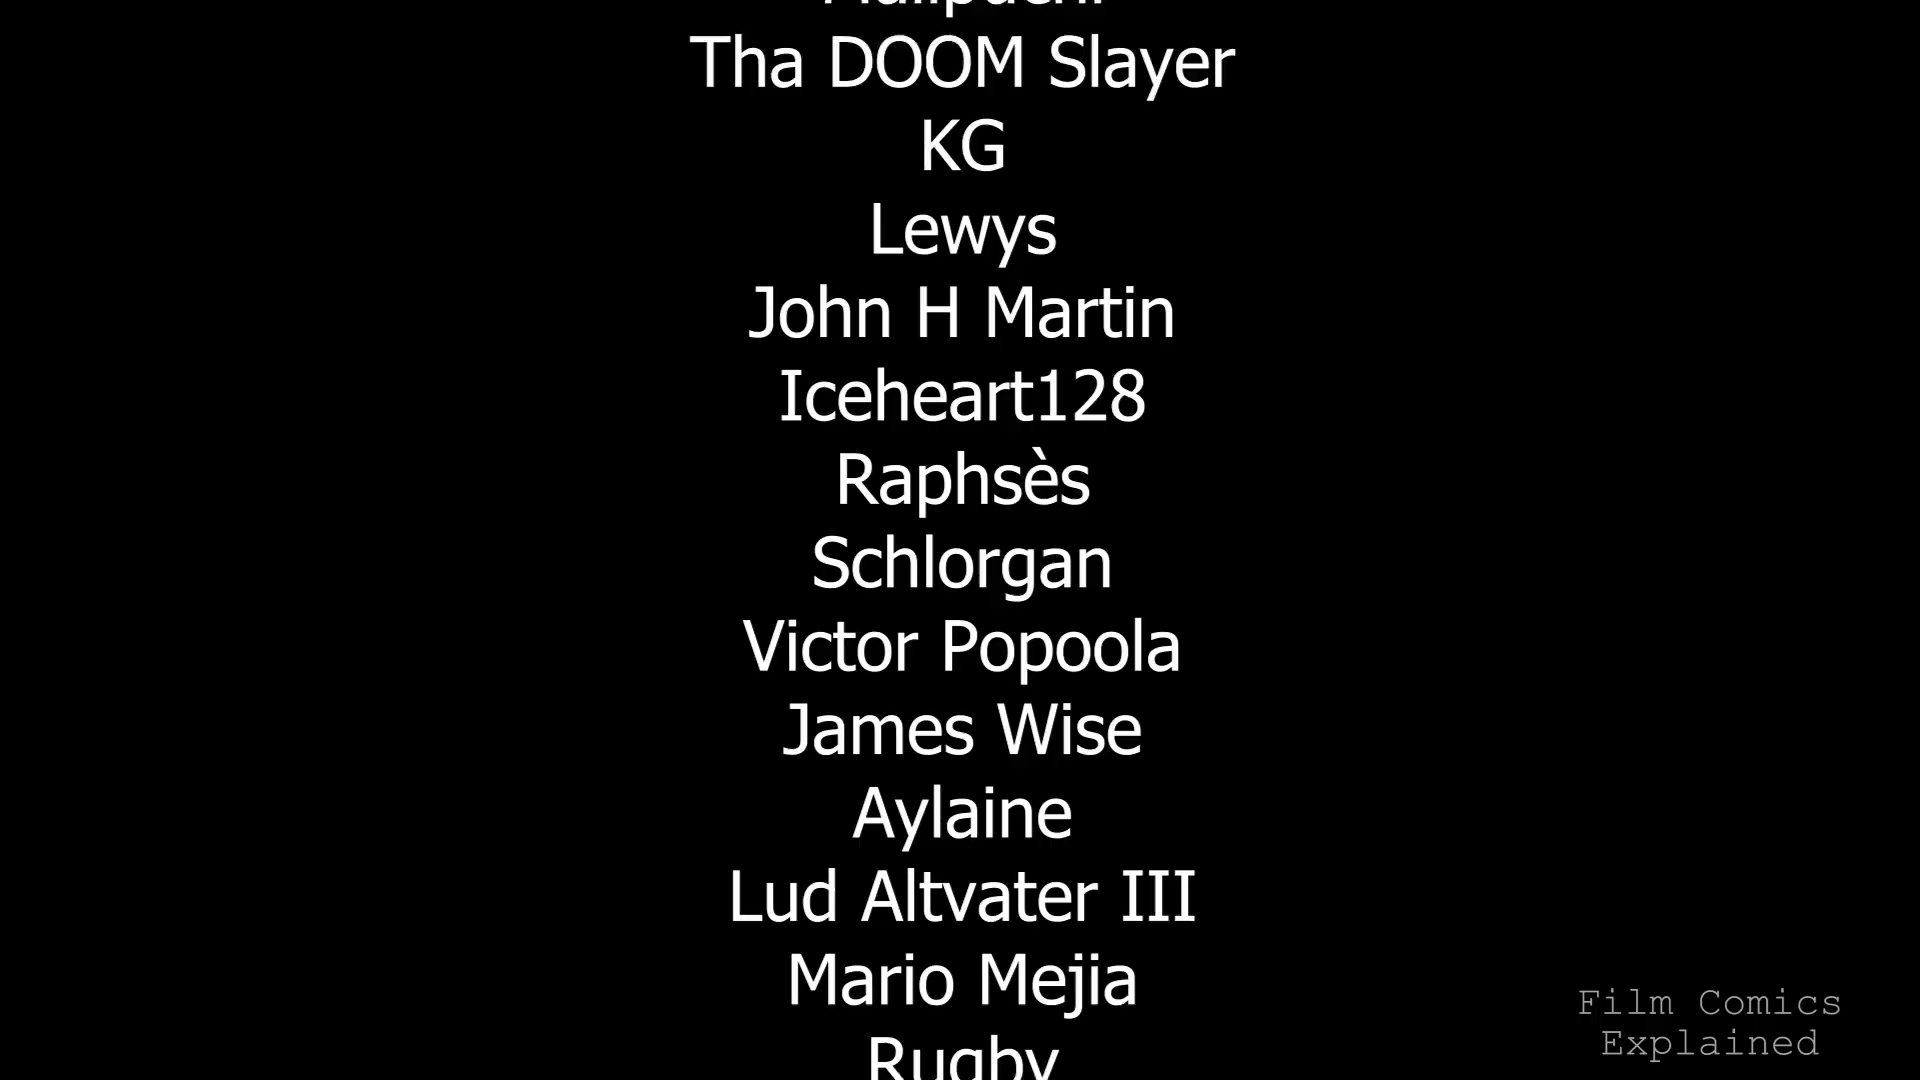 Tha DOOM Slayer
KG
Lewys
John H Martin
Iceheart128
Raphsès
Schlorgan
Victor Popoola
James Wise
Aylaine
Lud Altvater III
Mario Mejia
Rugby
Film Comics
Explained